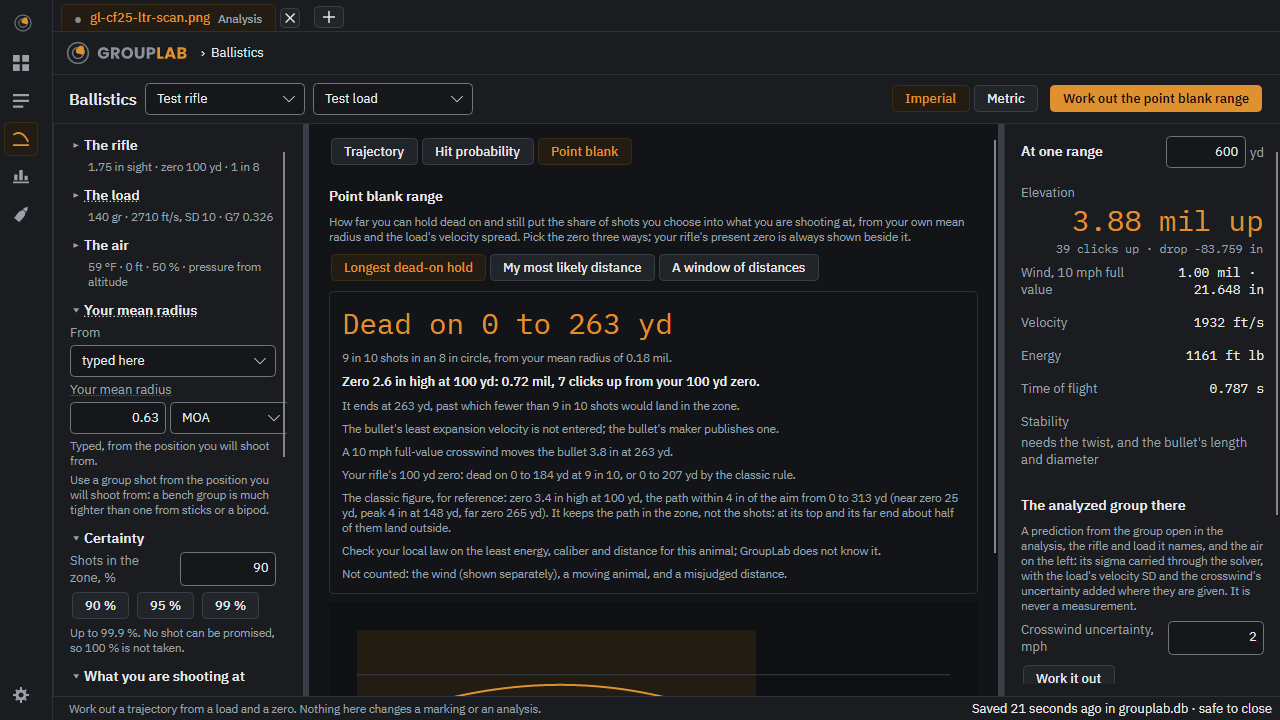 gl-cf25-ltr-scan.png Analysis
GROUPLAB › Ballistics
Ballistics Test rifle Test load Imperial Metric Work out the point blank range
The rifle
1.75 in sight · zero 100 yd · 1 in 8
The load
140 gr · 2710 ft/s, SD 10 · G7 0.326
The air
59 °F · 0 ft · 50 % · pressure from
altitude
Your mean radius
From
typed here
Your mean radius
0.63 MOA
Typed, from the position you will shoot
from.
Use a group shot from the position you
will shoot from: a bench group is much
tighter than one from sticks or a bipod.
Certainty
Shots in the
zone, %
90
90 % 95 % 99 %
Up to 99.9 %. No shot can be promised,
so 100 % is not taken.
What you are shooting at
Trajectory Hit probability Point blank
Point blank range
How far you can hold dead on and still put the share of shots you choose into what you are shooting at, from your own mean
radius and the load's velocity spread. Pick the zero three ways; your rifle's present zero is always shown beside it.
Longest dead-on hold My most likely distance A window of distances
Dead on 0 to 263 yd
9 in 10 shots in an 8 in circle, from your mean radius of 0.18 mil.
Zero 2.6 in high at 100 yd: 0.72 mil, 7 clicks up from your 100 yd zero.
It ends at 263 yd, past which fewer than 9 in 10 shots would land in the zone.
The bullet's least expansion velocity is not entered; the bullet's maker publishes one.
A 10 mph full-value crosswind moves the bullet 3.8 in at 263 yd.
Your rifle's 100 yd zero: dead on 0 to 184 yd at 9 in 10, or 0 to 207 yd by the classic rule.
The classic figure, for reference: zero 3.4 in high at 100 yd, the path within 4 in of the aim from 0 to 313 yd (near zero 25
yd, peak 4 in at 148 yd, far zero 265 yd). It keeps the path in the zone, not the shots: at its top and its far end about half
of them land outside.
Check your local law on the least energy, caliber and distance for this animal; GroupLab does not know it.
Not counted: the wind (shown separately), a moving animal, and a misjudged distance.
At one range 600 yd
Elevation
3.88 mil up
39 clicks up · drop -83.759 in
Wind, 10 mph full
value
1.00 mil ·
21.648 in
Velocity 1932 ft/s
Energy 1161 ft lb
Time of flight 0.787 s
Stability
needs the twist, and the bullet's length
and diameter
The analyzed group there
A prediction from the group open in the
analysis, the rifle and load it names, and the air
on the left: its sigma carried through the solver,
with the load's velocity SD and the crosswind's
uncertainty added where they are given. It is
never a measurement.
Crosswind uncertainty,
mph
2
Work it out
Work out a trajectory from a load and a zero. Nothing here changes a marking or an analysis.
Saved 21 seconds ago in grouplab.db · safe to close